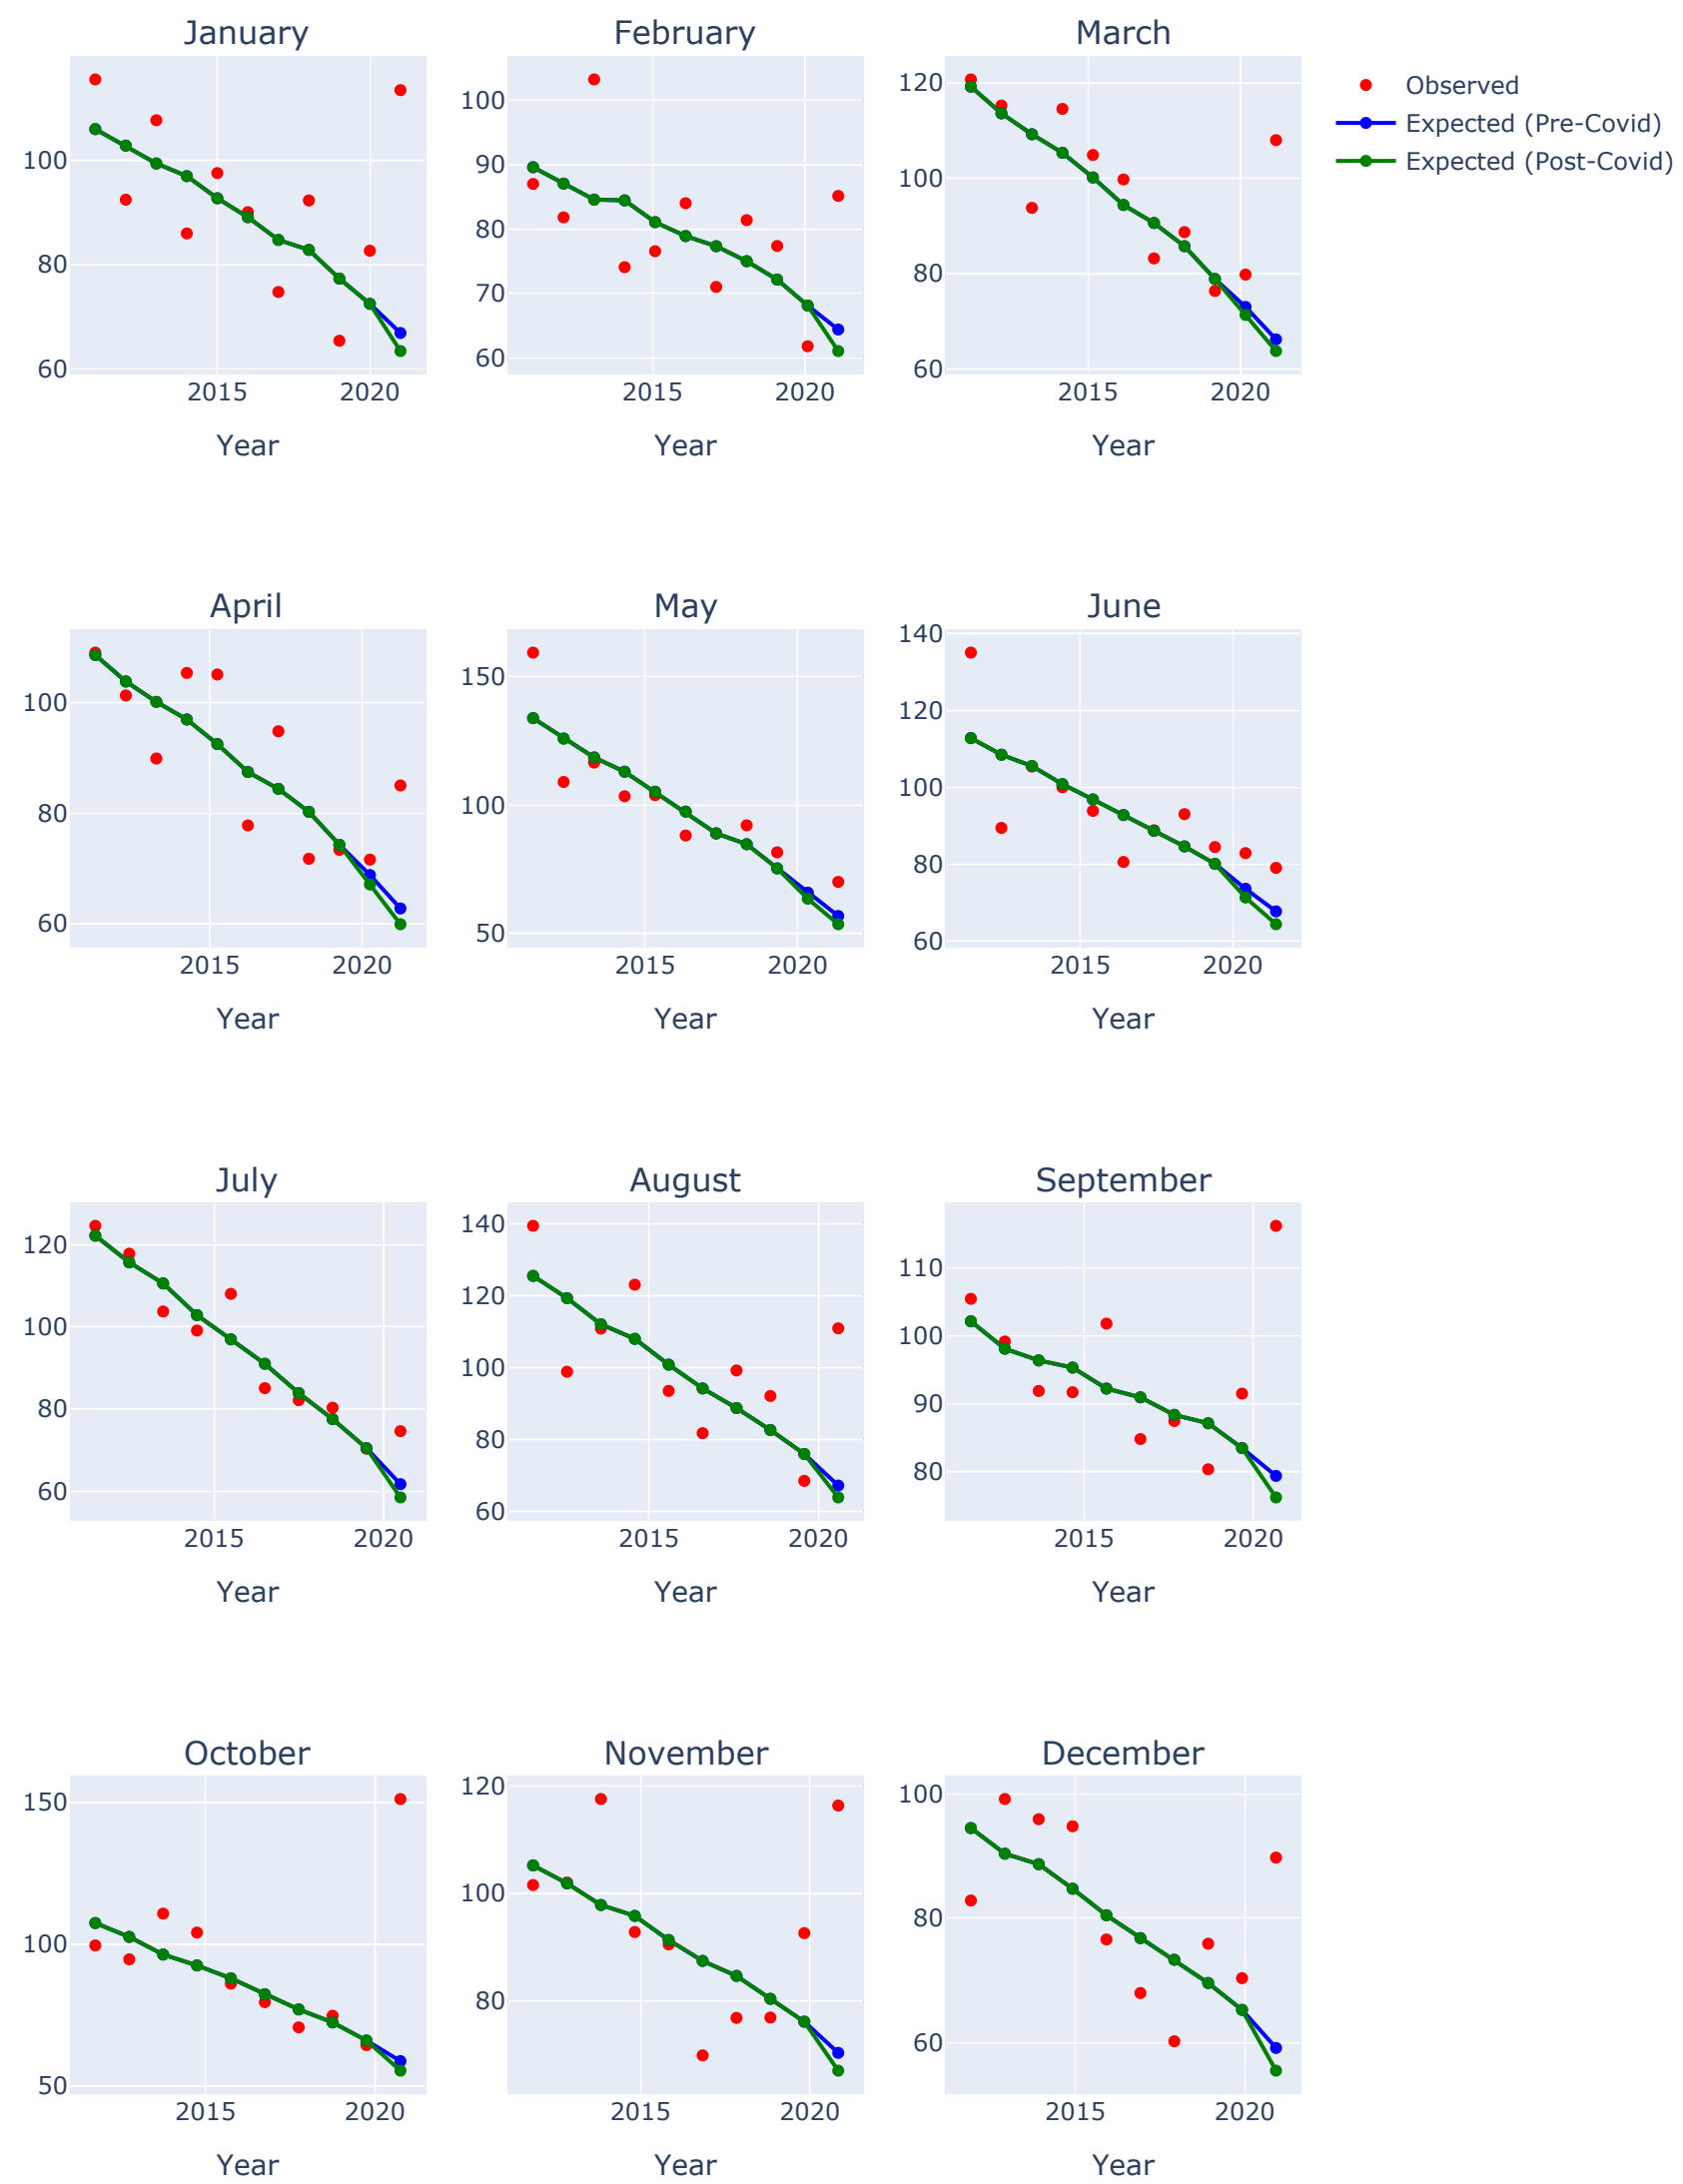 January
February
March
Observed
Expected (Pre-Covid)
Expected (Post-Covid)
100
80
60
2015
2020
Year
100
90
80
70
60
2015
2020
Year
120
100
80
60
2015
2020
Year
April
May
June
100
80
60
2015
2020
Year
150
100
50
2015
2020
Year
140
120
100
80
60
2015
2020
Year
July
August
September
120
100
80
60
2015
2020
Year
140
120
100
80
60
2015
2020
Year
110
100
90
80
2015
2020
Year
October
November
December
150
100
50
2015
2020
Year
120
100
80
2015
2020
Year
100
80
60
2015
2020
Year